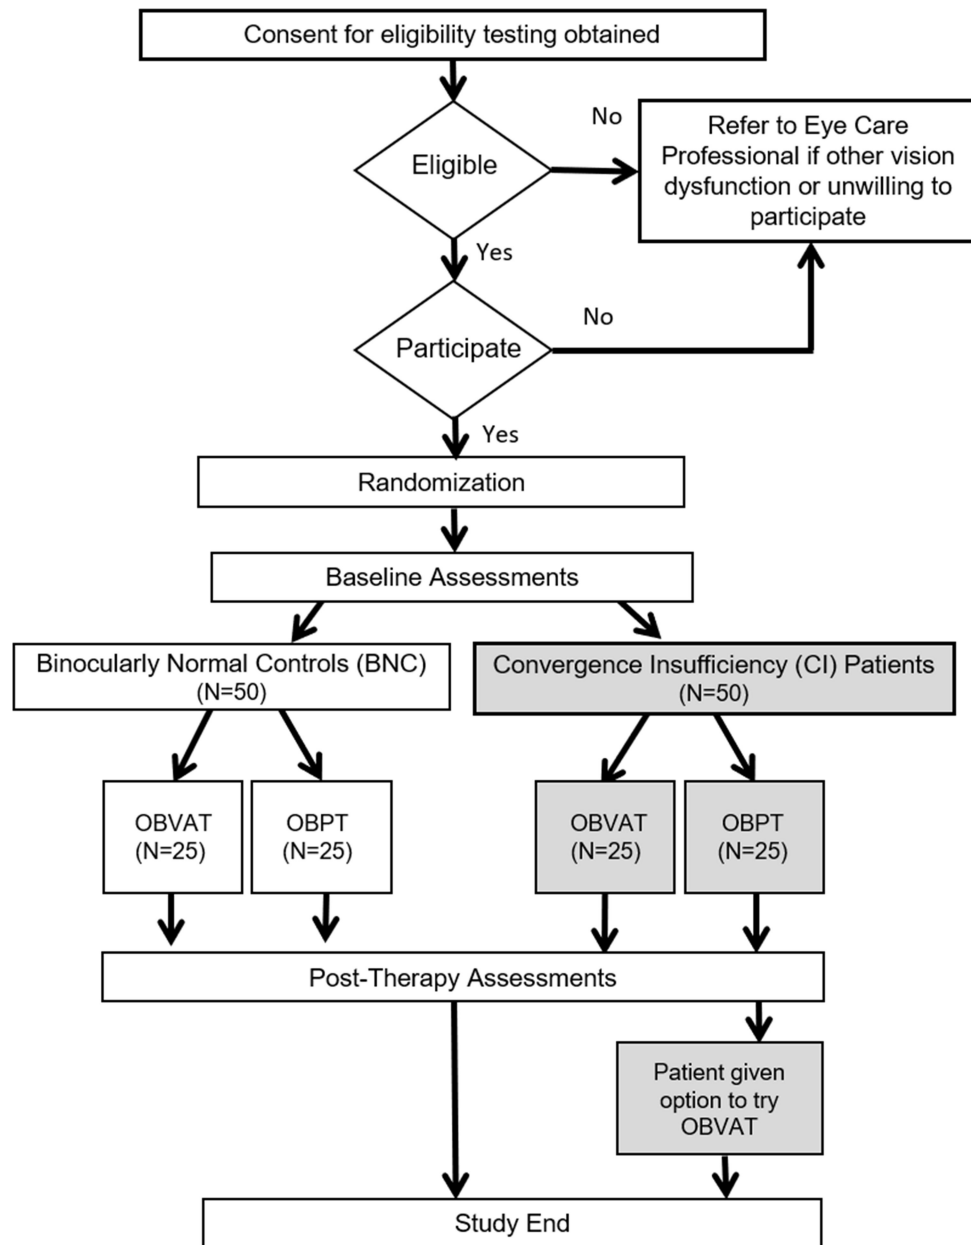 Consent for eligibility testing obtained
No
Refer to Eye Care
Professional if other vision
dysfunction or unwilling to
participate
Eligible
Yes
No
Participate
Yes
Randomization
Baseline Assessments
Binocularly Normal Controls (BNC)
(N=50)
Convergence Insufficiency (CI) Patients
(N=50)
OBVAT
(N=25)
OBPT
(N=25)
OBVAT
(N=25)
OBPT
(N=25)
Post-Therapy Assessments
Patient given
option to try
OBVAT
Study End